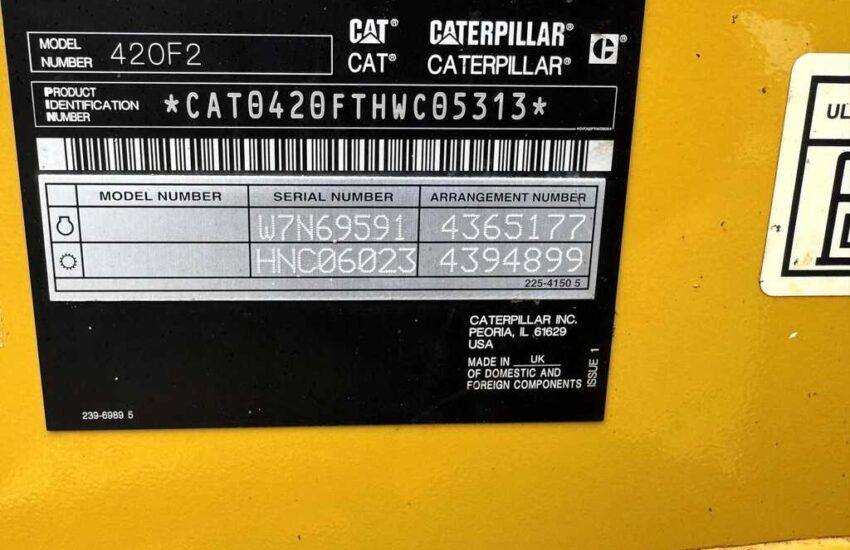 MODEL NUMBER 420F2
CAT® CATERPILLAR®
CAT® CATERPILLAR®
PRODUCT IDENTIFICATION NUMBER *CAT0420FTHWC05313*
MODEL NUMBER SERIAL NUMBER ARRANGEMENT NUMBER
W7N69591 4365177
HNC06023 4394899
225-4150 5
CATERPILLAR INC.
PEORIA, IL 61629
USA
MADE IN UK
OF DOMESTIC AND
FOREIGN COMPONENTS
ISSUE 1
239-6989 5
UL